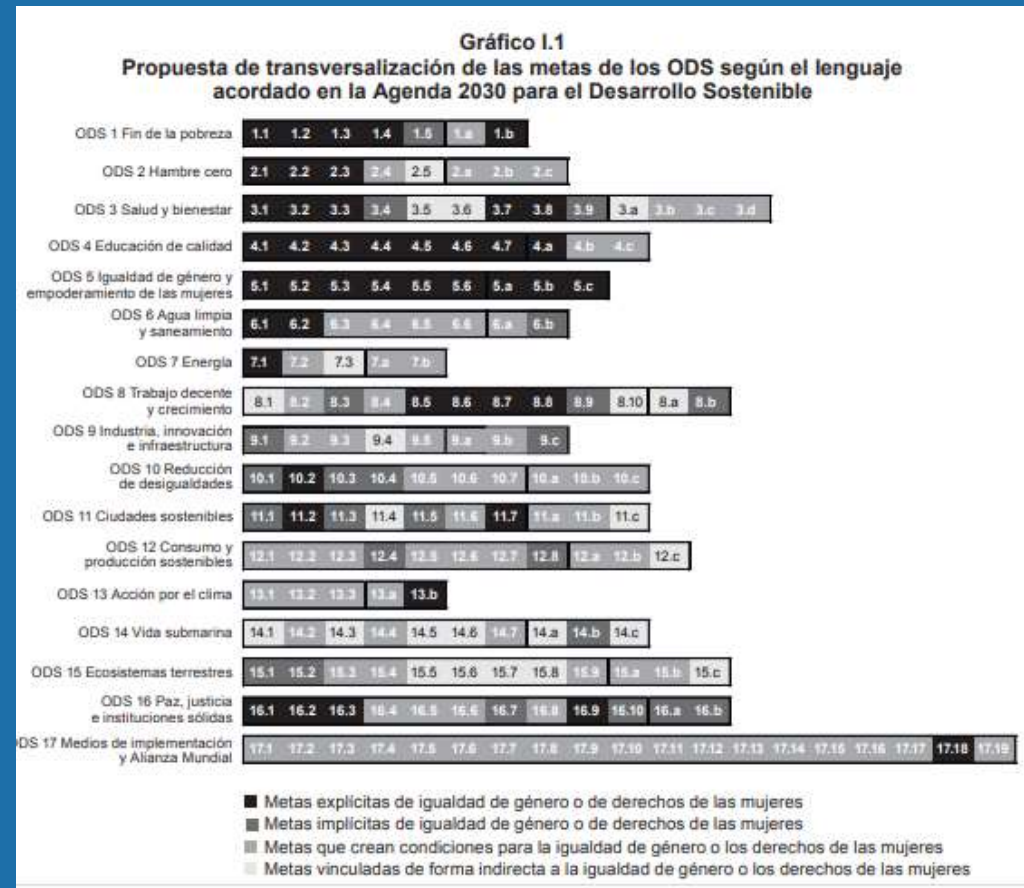 Gráfico I.1
Propuesta de transversalización de las metas de los ODS según el lenguaje
acordado en la Agenda 2030 para el Desarrollo Sostenible
ODS 1 Fin de la pobreza 1.1 1.2 1.3 1.4 1.5 1.a 1.b
ODS 2 Hambre cero 2.1 2.2 2.3 2.4 2.5 2.a 2.b 2.c
ODS 3 Salud y bienestar 3.1 3.2 3.3 3.4 3.5 3.6 3.7 3.8 3.9 3.a 3.b 3.c 3.d
ODS 4 Educación de calidad 4.1 4.2 4.3 4.4 4.5 4.6 4.7 4.a 4.b 4.c
ODS 5 Igualdad de género y
empoderamiento de las mujeres 5.1 5.2 5.3 5.4 5.5 5.6 5.a 5.b 5.c
ODS 6 Agua limpia
y saneamiento 6.1 6.2 6.3 6.4 6.5 6.6 6.a 6.b
ODS 7 Energía 7.1 7.2 7.3 7.a 7.b
ODS 8 Trabajo decente
y crecimiento 8.1 8.2 8.3 8.4 8.5 8.6 8.7 8.8 8.9 8.10 8.a 8.b
ODS 9 Industria, innovación
e infraestructura 9.1 9.2 9.3 9.4 9.5 9.a 9.b 9.c
ODS 10 Reducción
de desigualdades 10.1 10.2 10.3 10.4 10.5 10.6 10.7 10.a 10.b 10.c
ODS 11 Ciudades sostenibles 11.1 11.2 11.3 11.4 11.5 11.6 11.7 11.a 11.b 11.c
ODS 12 Consumo y
producción sostenibles 12.1 12.2 12.3 12.4 12.5 12.6 12.7 12.8 12.a 12.b 12.c
ODS 13 Acción por el clima 13.1 13.2 13.3 13.a 13.b
ODS 14 Vida submarina 14.1 14.2 14.3 14.4 14.5 14.6 14.7 14.a 14.b 14.c
ODS 15 Ecosistemas terrestres 15.1 15.2 15.3 15.4 15.5 15.6 15.7 15.8 15.9 15.a 15.b 15.c
ODS 16 Paz, justicia
e instituciones sólidas 16.1 16.2 16.3 16.4 16.5 16.6 16.7 16.8 16.9 16.10 16.a 16.b
DS 17 Medios de implementación
y Alianza Mundial 17.1 17.2 17.3 17.4 17.5 17.6 17.7 17.8 17.9 17.10 17.11 17.12 17.13 17.14 17.15 17.16 17.17 17.18 17.19
Metas explícitas de igualdad de género o de derechos de las mujeres
Metas implícitas de igualdad de género o de derechos de las mujeres
Metas que crean condiciones para la igualdad de género o los derechos de las mujeres
Metas vinculadas de forma indirecta a la igualdad de género o los derechos de las mujeres